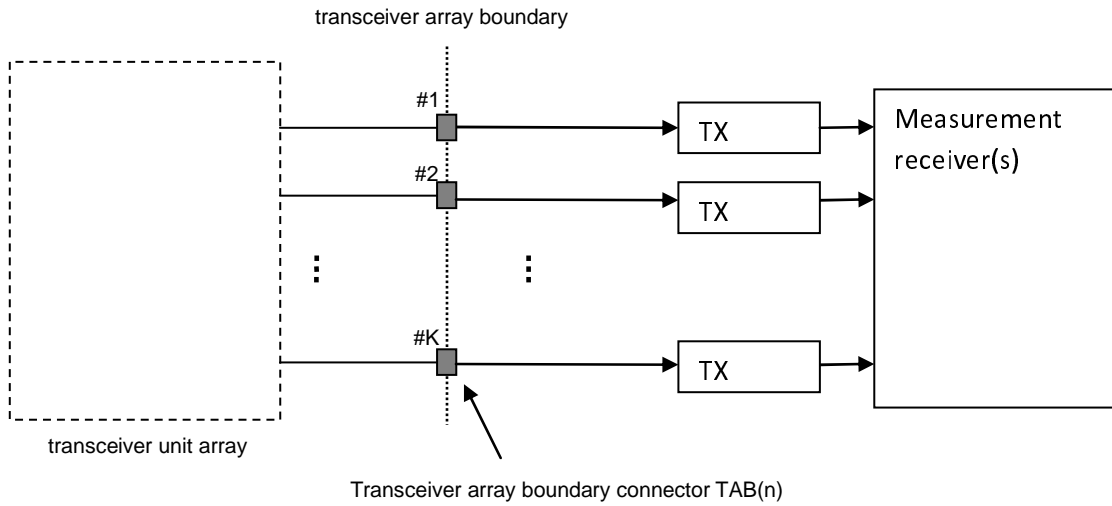 transceiver array boundary
#1
TX
Measurement
receiver(s)
#2
TX
#K
TX
transceiver unit array
Transceiver array boundary connector TAB(n)